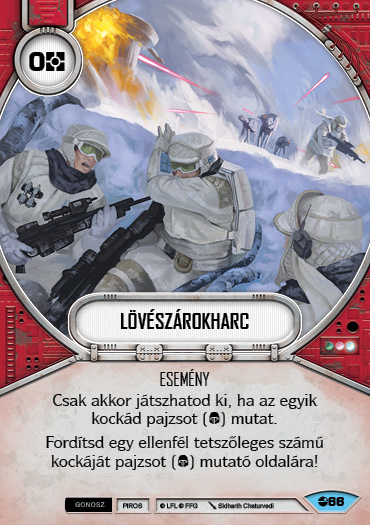 0
LÖVÉSZÁROKHARC
ESEMÉNY
Csak akkor játszhatod ki, ha az egyik
kockád pajzsot () mutat.
Fordítsd egy ellenfél tetszőleges számú
kockáját pajzsot () mutató oldalára!
GONOSZ PIROS © LFL © FFG Sidharth Chaturvedi 66